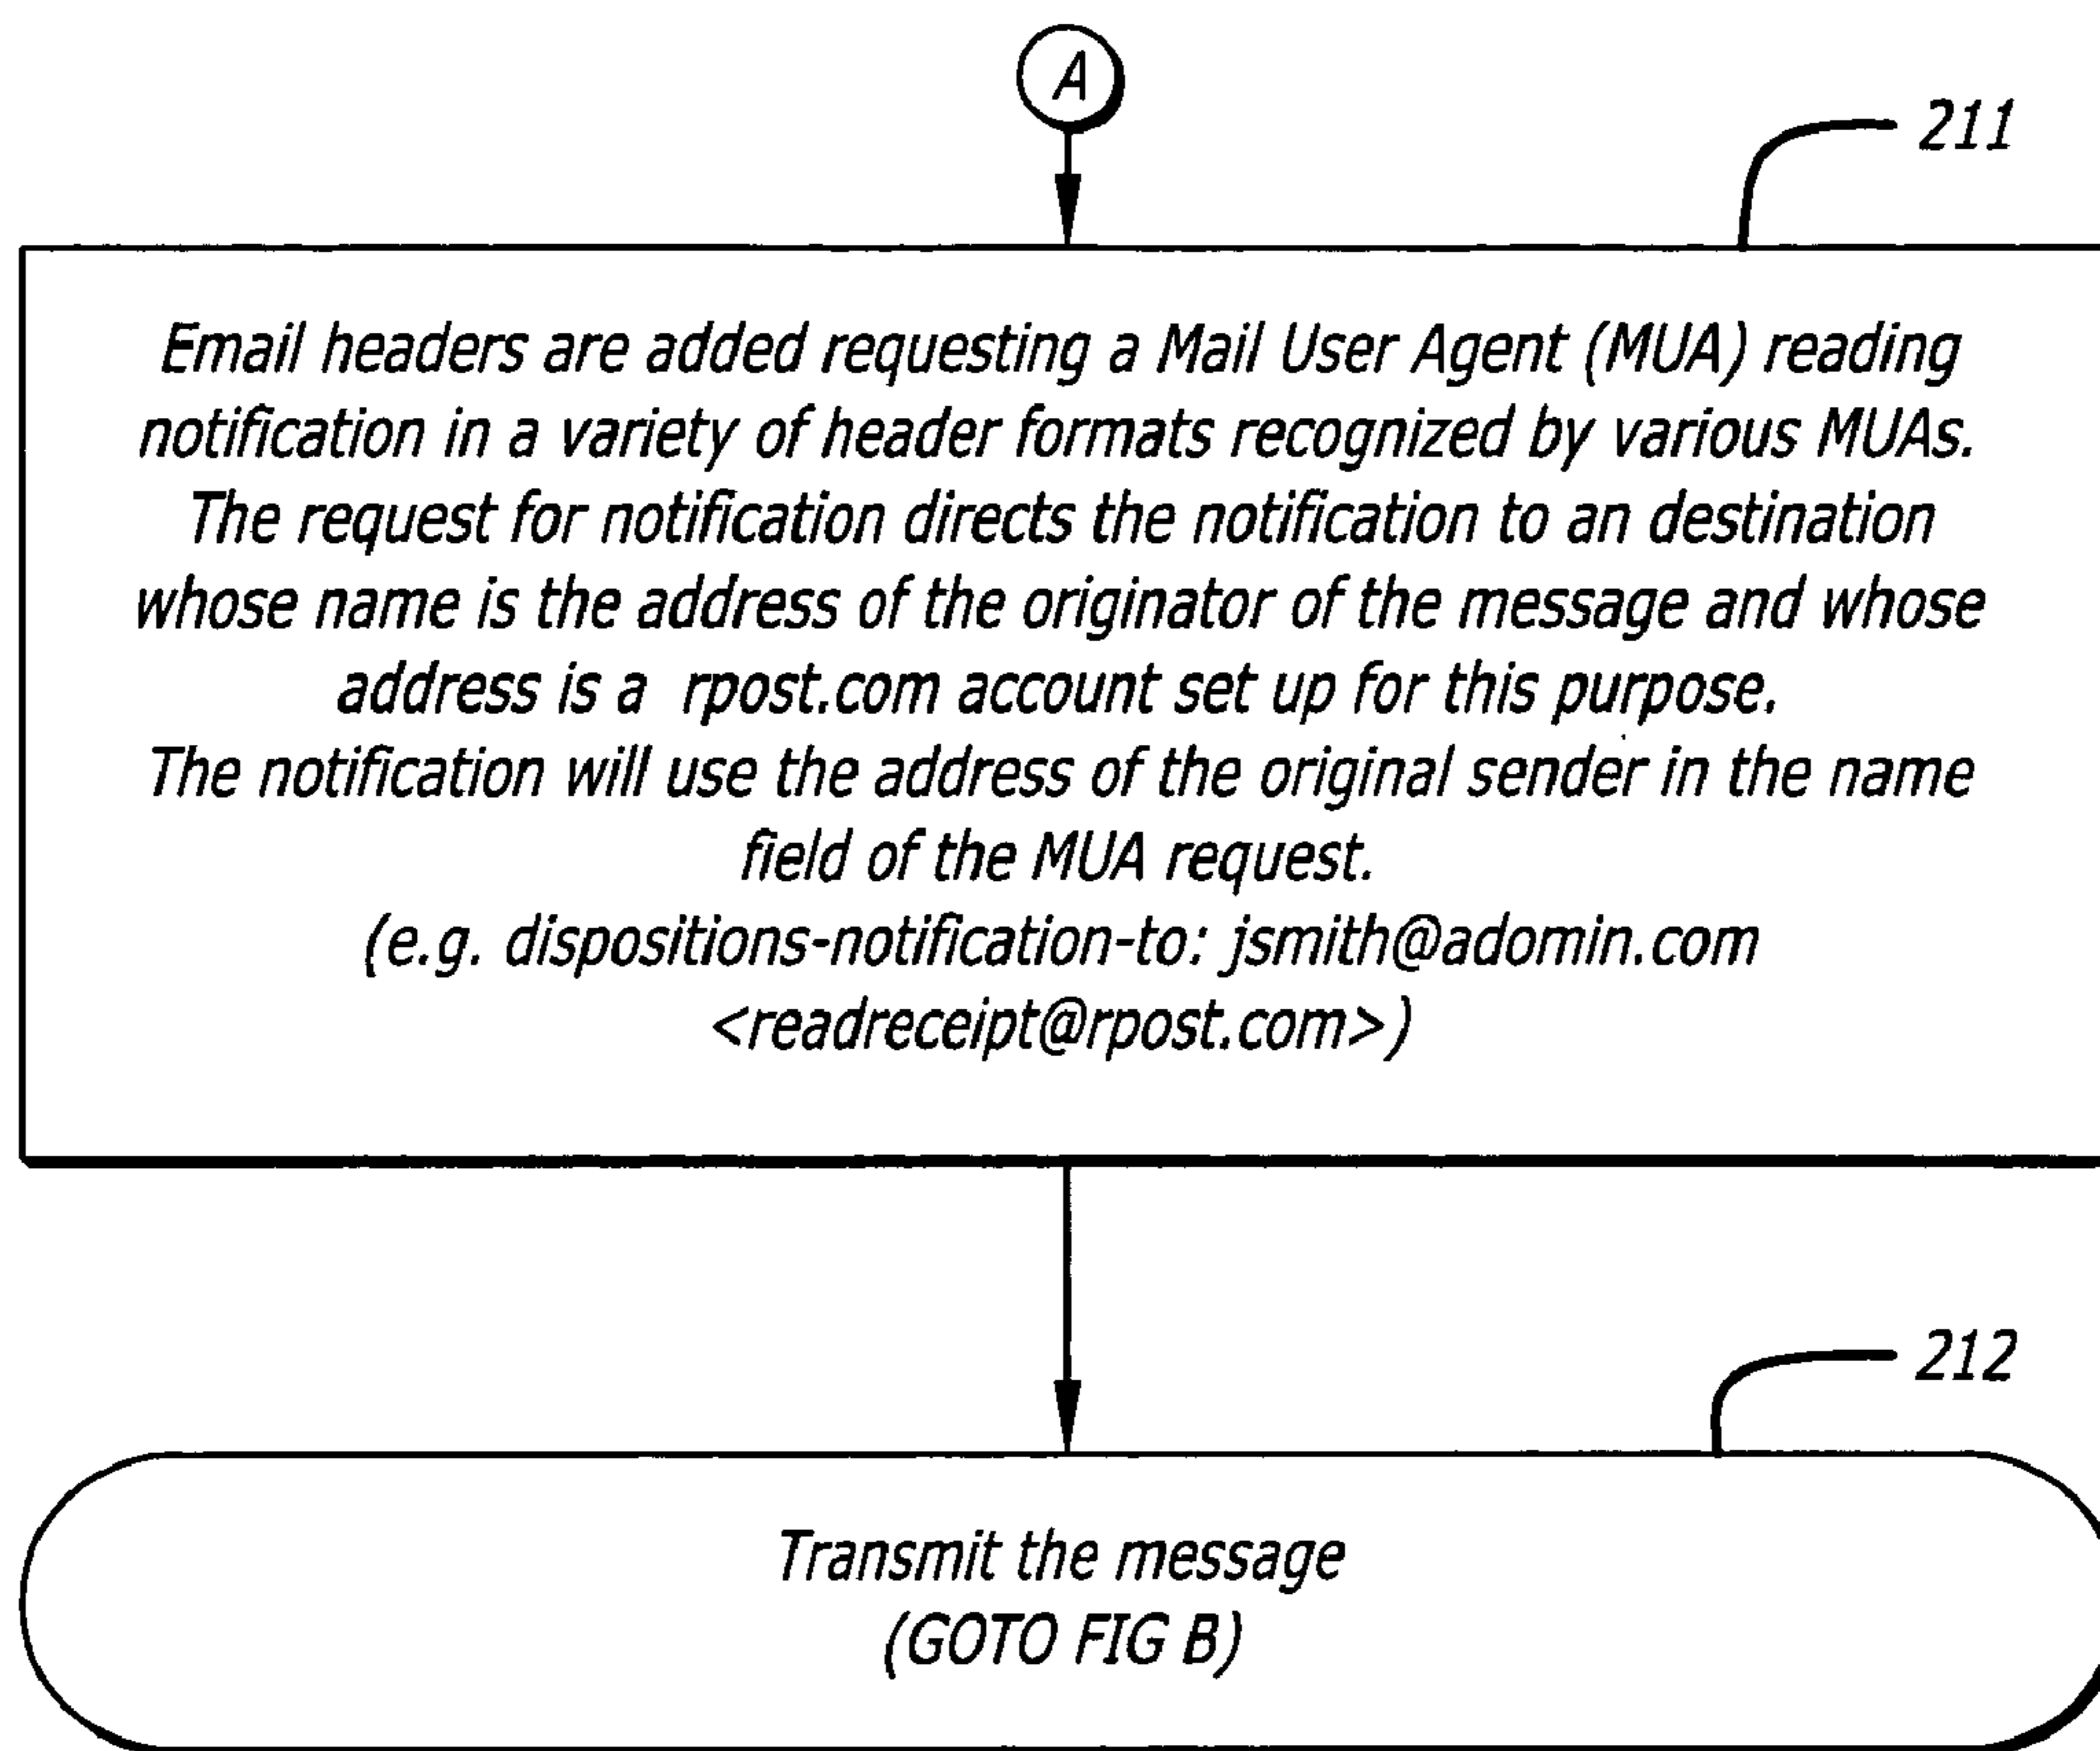 A
211
Email headers are added requesting a Mail User Agent (MUA) reading
notification in a variety of header formats recognized by various MUAs.
The request for notification directs the notification to an destination
whose name is the address of the originator of the message and whose
address is a rpost.com account set up for this purpose.
The notification will use the address of the original sender in the name
field of the MUA request.
(e.g. dispositions-notification-to: jsmith@adomin.com
<readreceipt@rpost.com>)
212
Transmit the message
(GOTO FIG B)